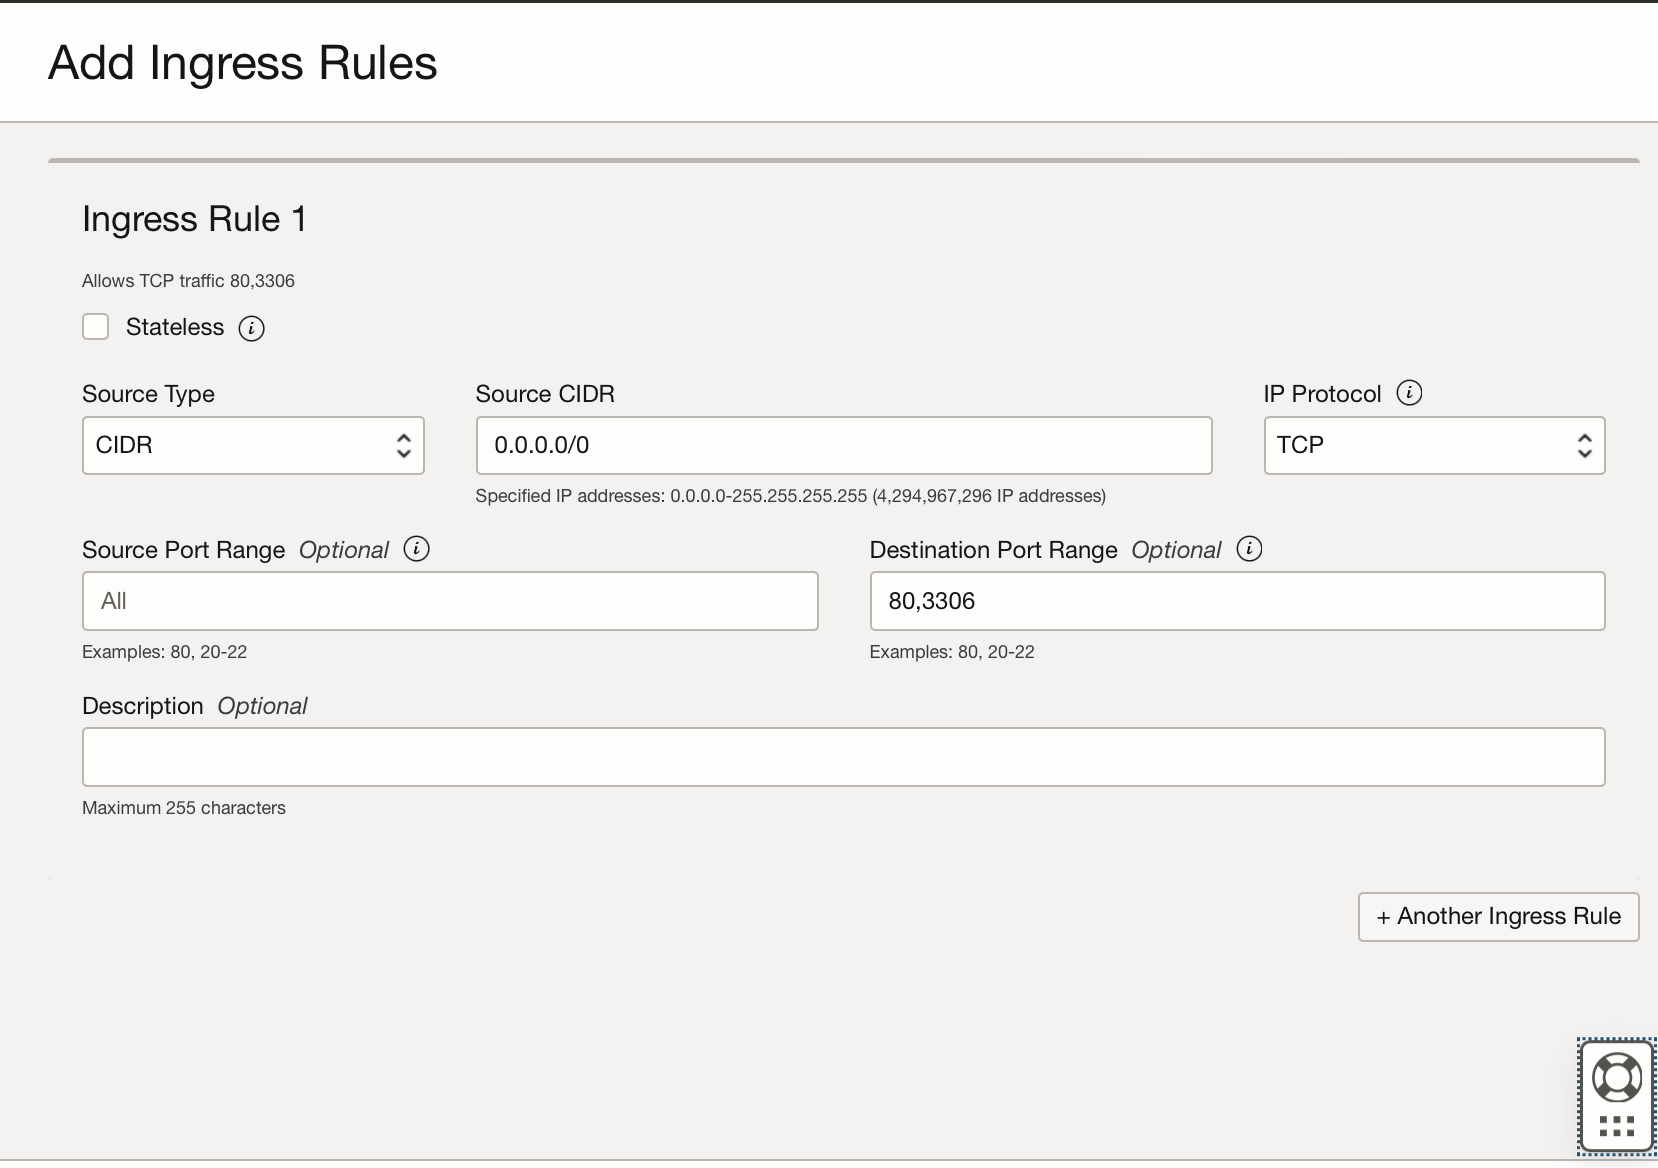 Add Ingress Rules
Ingress Rule 1
Allows TCP traffic 80,3306
Stateless
Source Type
Source CIDR
IP Protocol
CIDR
0.0.0.0/0
TCP
Specified IP addresses: 0.0.0.0-255.255.255.255 (4,294,967,296 IP addresses)
Source Port Range Optional
Destination Port Range Optional
All
80,3306
Examples: 80, 20-22
Examples: 80, 20-22
Description Optional
Maximum 255 characters
+ Another Ingress Rule